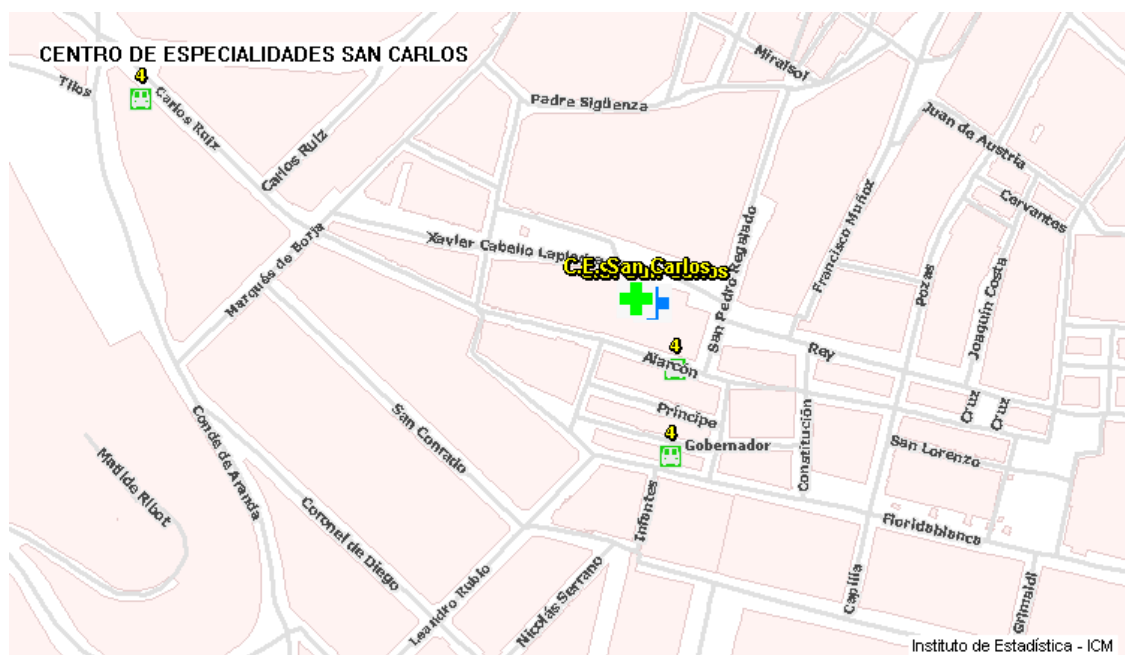 CENTRO DE ESPECIALIDADES SAN CARLOS
4
Miralsol
Tilos
Carlos Ruiz
Padre Sigüenza
Juan de Austria
Carlos Ruiz
Cervantes
Marqués de Borja
Xavier Cabello Lapiedra
San Pedro Regalado
Francisco Muñoz
C.E. San Carlos
Pozas
Joaquín Costa
4
Alarcón
Rey
Príncipe
Cruz
Cruz
San Conrado
4
Gobernador
Constitución
San Lorenzo
Conde de Aranda
Matilde Ribot
Infantes
Floridablanca
Coronel de Diego
Leandro Rubio
Nicolás Serrano
Capilla
Grimaldi
Instituto de Estadística - ICM